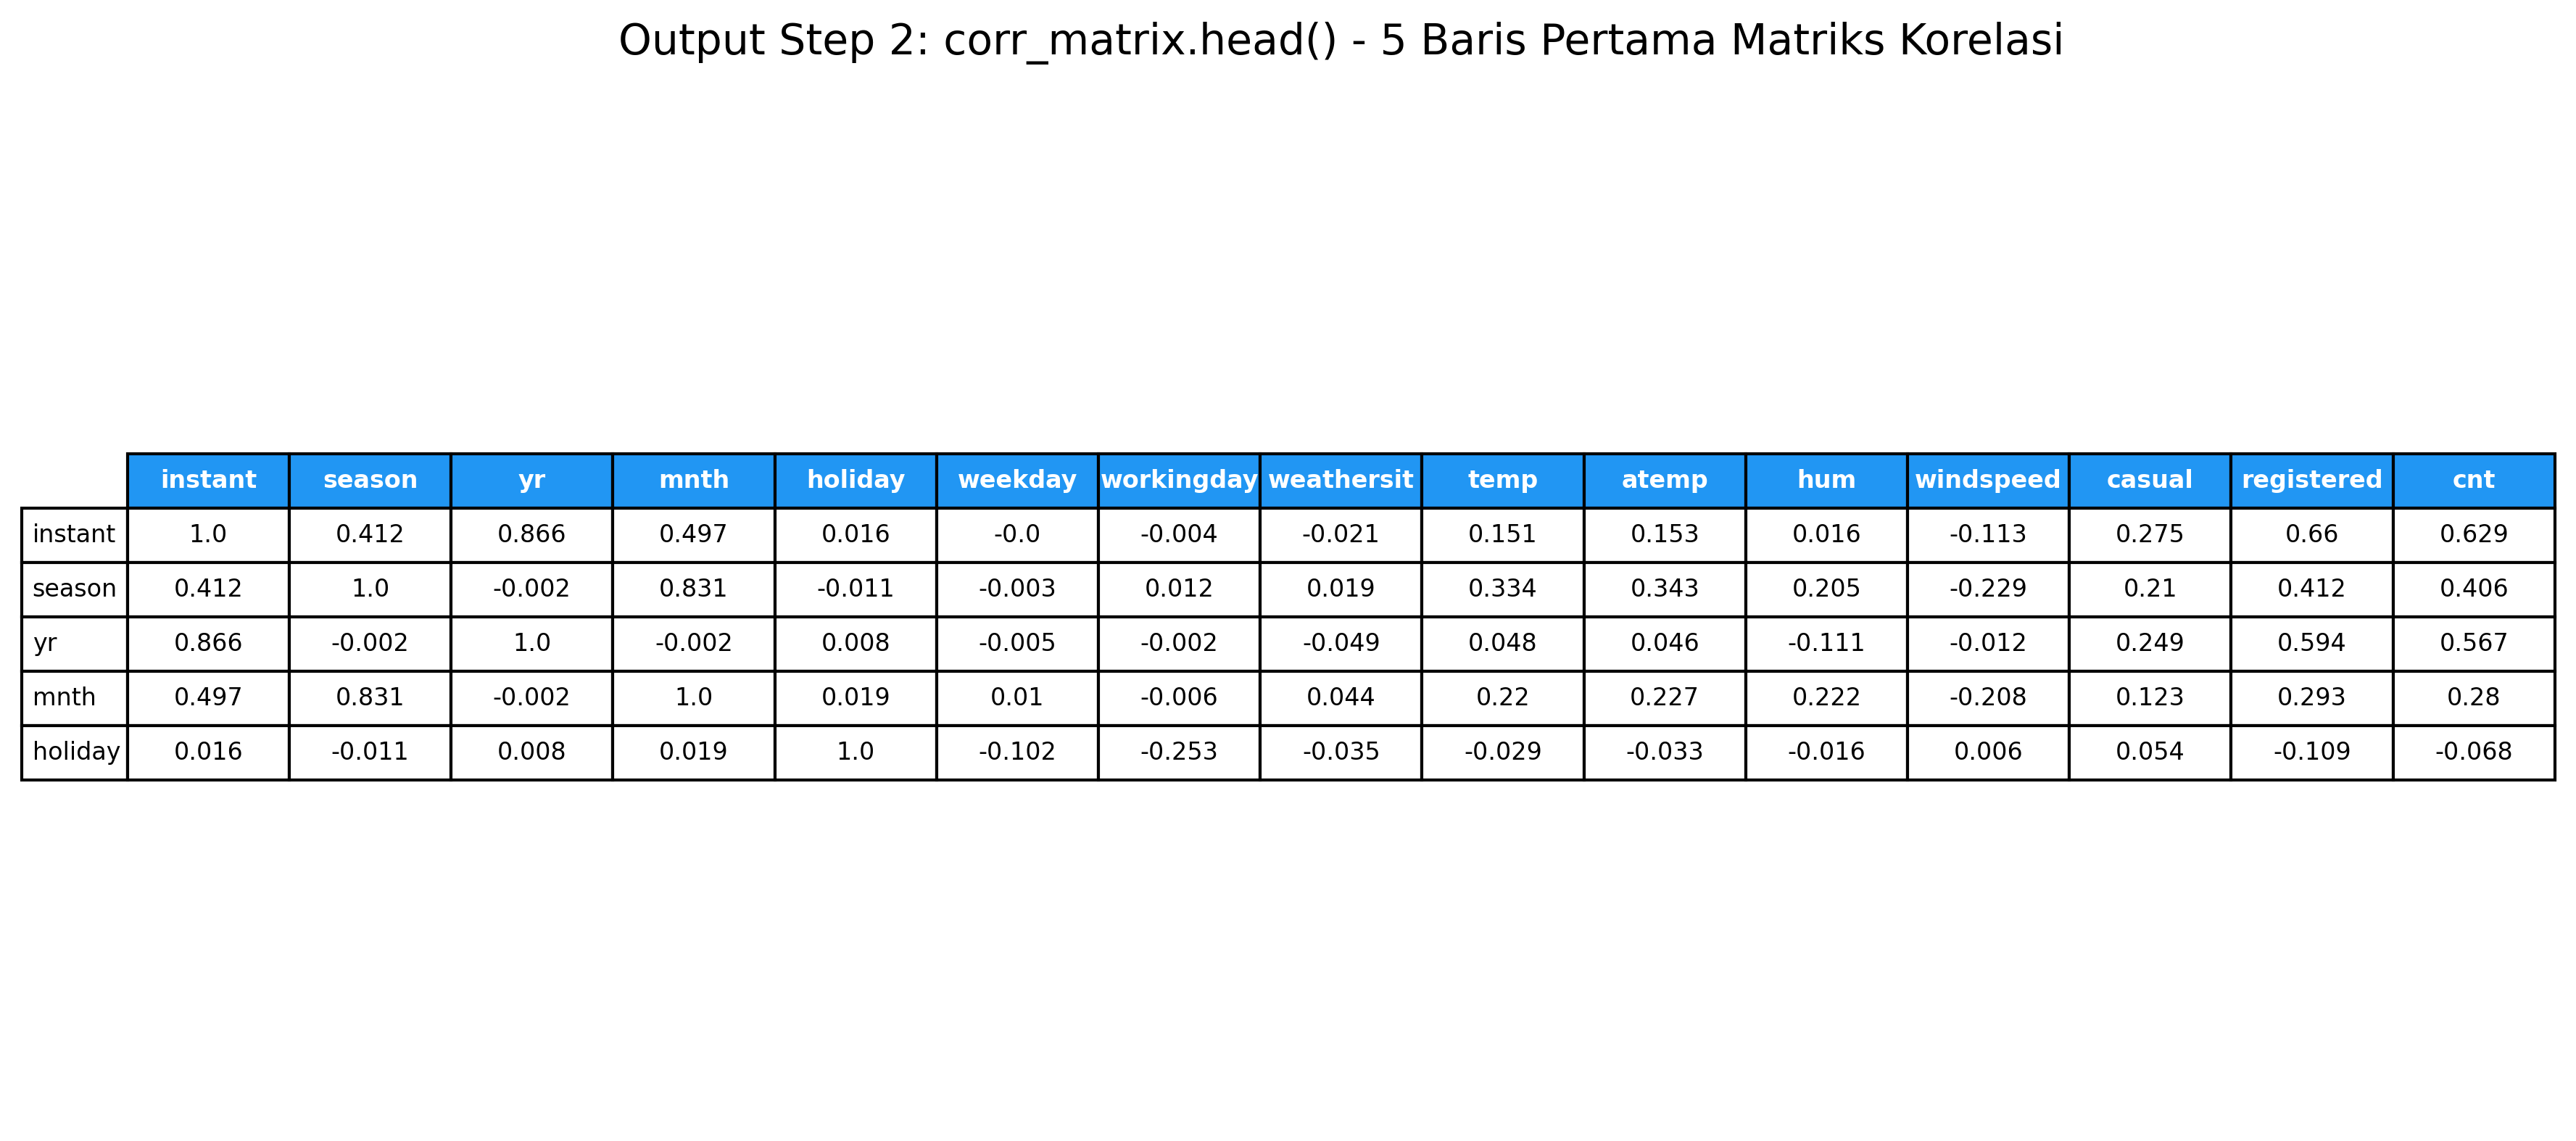 Output Step 2: corr_matrix.head() - 5 Baris Pertama Matriks Korelasi
instant season yr mnth holiday weekday workingday weathersit temp atemp hum windspeed casual registered cnt
instant 1.0 0.412 0.866 0.497 0.016 -0.0 -0.004 -0.021 0.151 0.153 0.016 -0.113 0.275 0.66 0.629
season 0.412 1.0 -0.002 0.831 -0.011 -0.003 0.012 0.019 0.334 0.343 0.205 -0.229 0.21 0.412 0.406
yr 0.866 -0.002 1.0 -0.002 0.008 -0.005 -0.002 -0.049 0.048 0.046 -0.111 -0.012 0.249 0.594 0.567
mnth 0.497 0.831 -0.002 1.0 0.019 0.01 -0.006 0.044 0.22 0.227 0.222 -0.208 0.123 0.293 0.28
holiday 0.016 -0.011 0.008 0.019 1.0 -0.102 -0.253 -0.035 -0.029 -0.033 -0.016 0.006 0.054 -0.109 -0.068